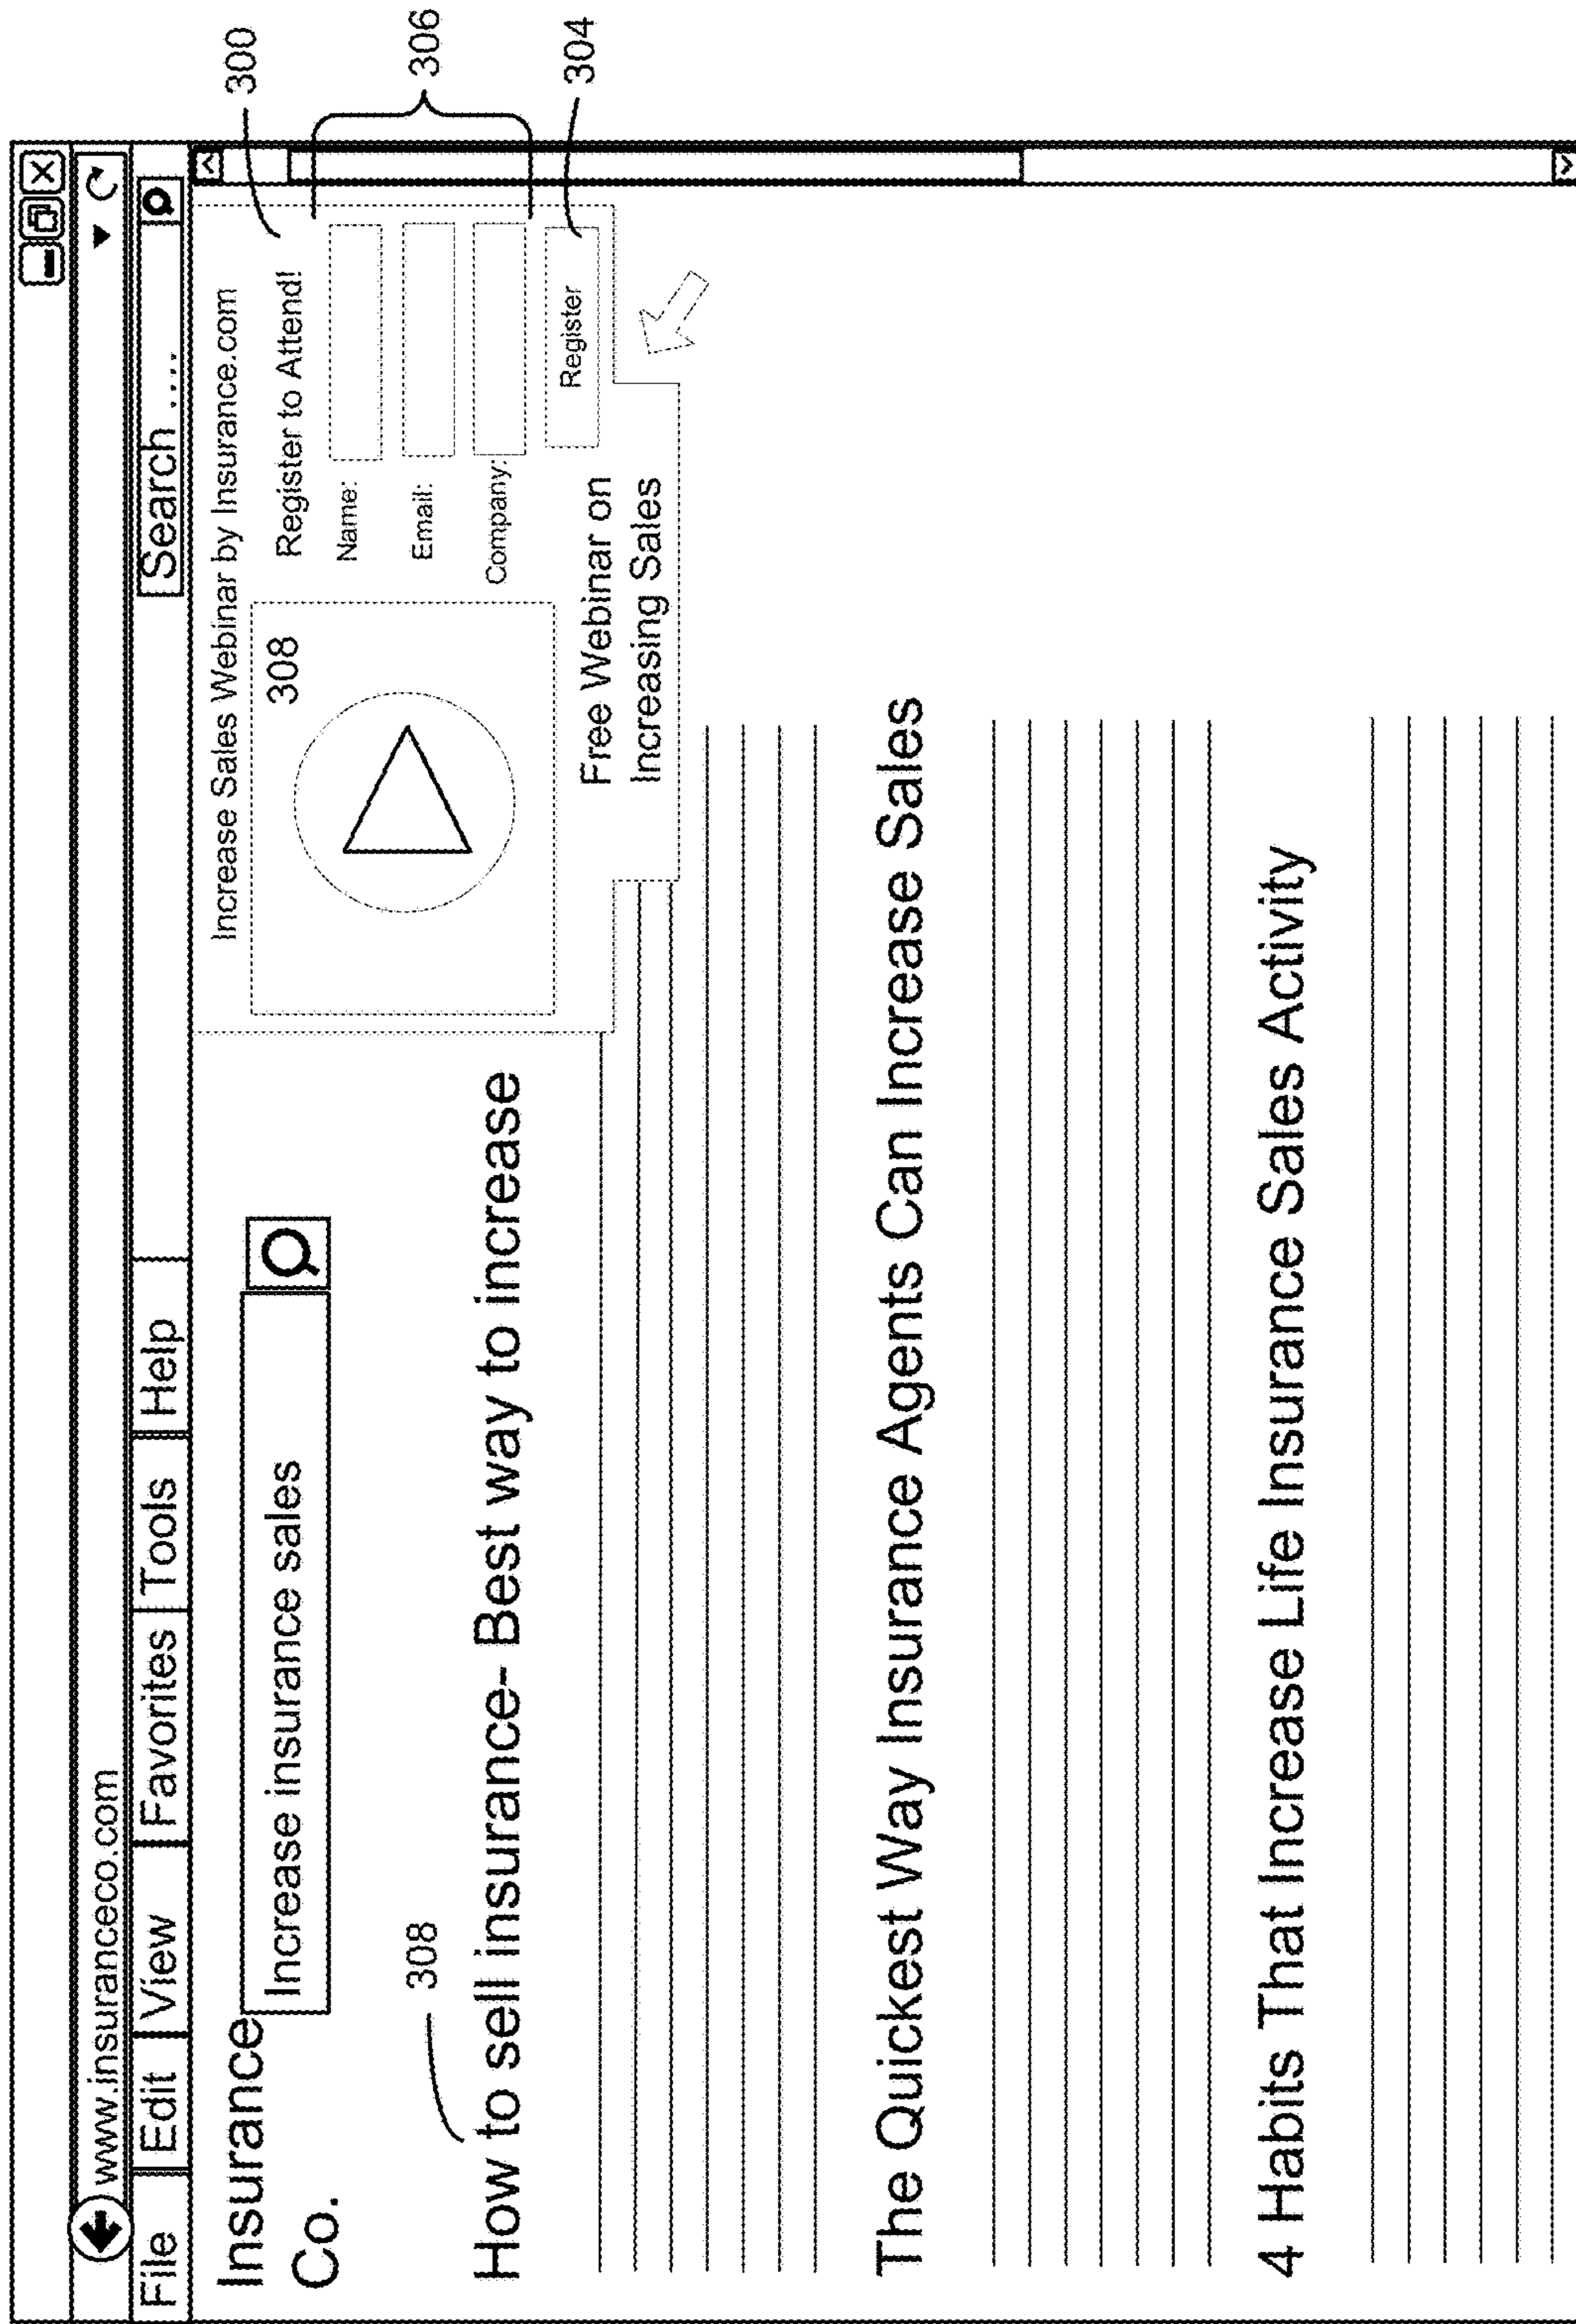 www.insuranceco.com
File Edit View Favorites Tools Help Search ....
Insurance
Co.
Increase insurance sales
Increase Sales Webinar by Insurance.com
308
Register to Attend!
Name:
Email:
Company:
Register
Free Webinar on
Increasing Sales
300
306
304
308
How to sell insurance- Best way to increase
The Quickest Way Insurance Agents Can Increase Sales
4 Habits That Increase Life Insurance Sales Activity